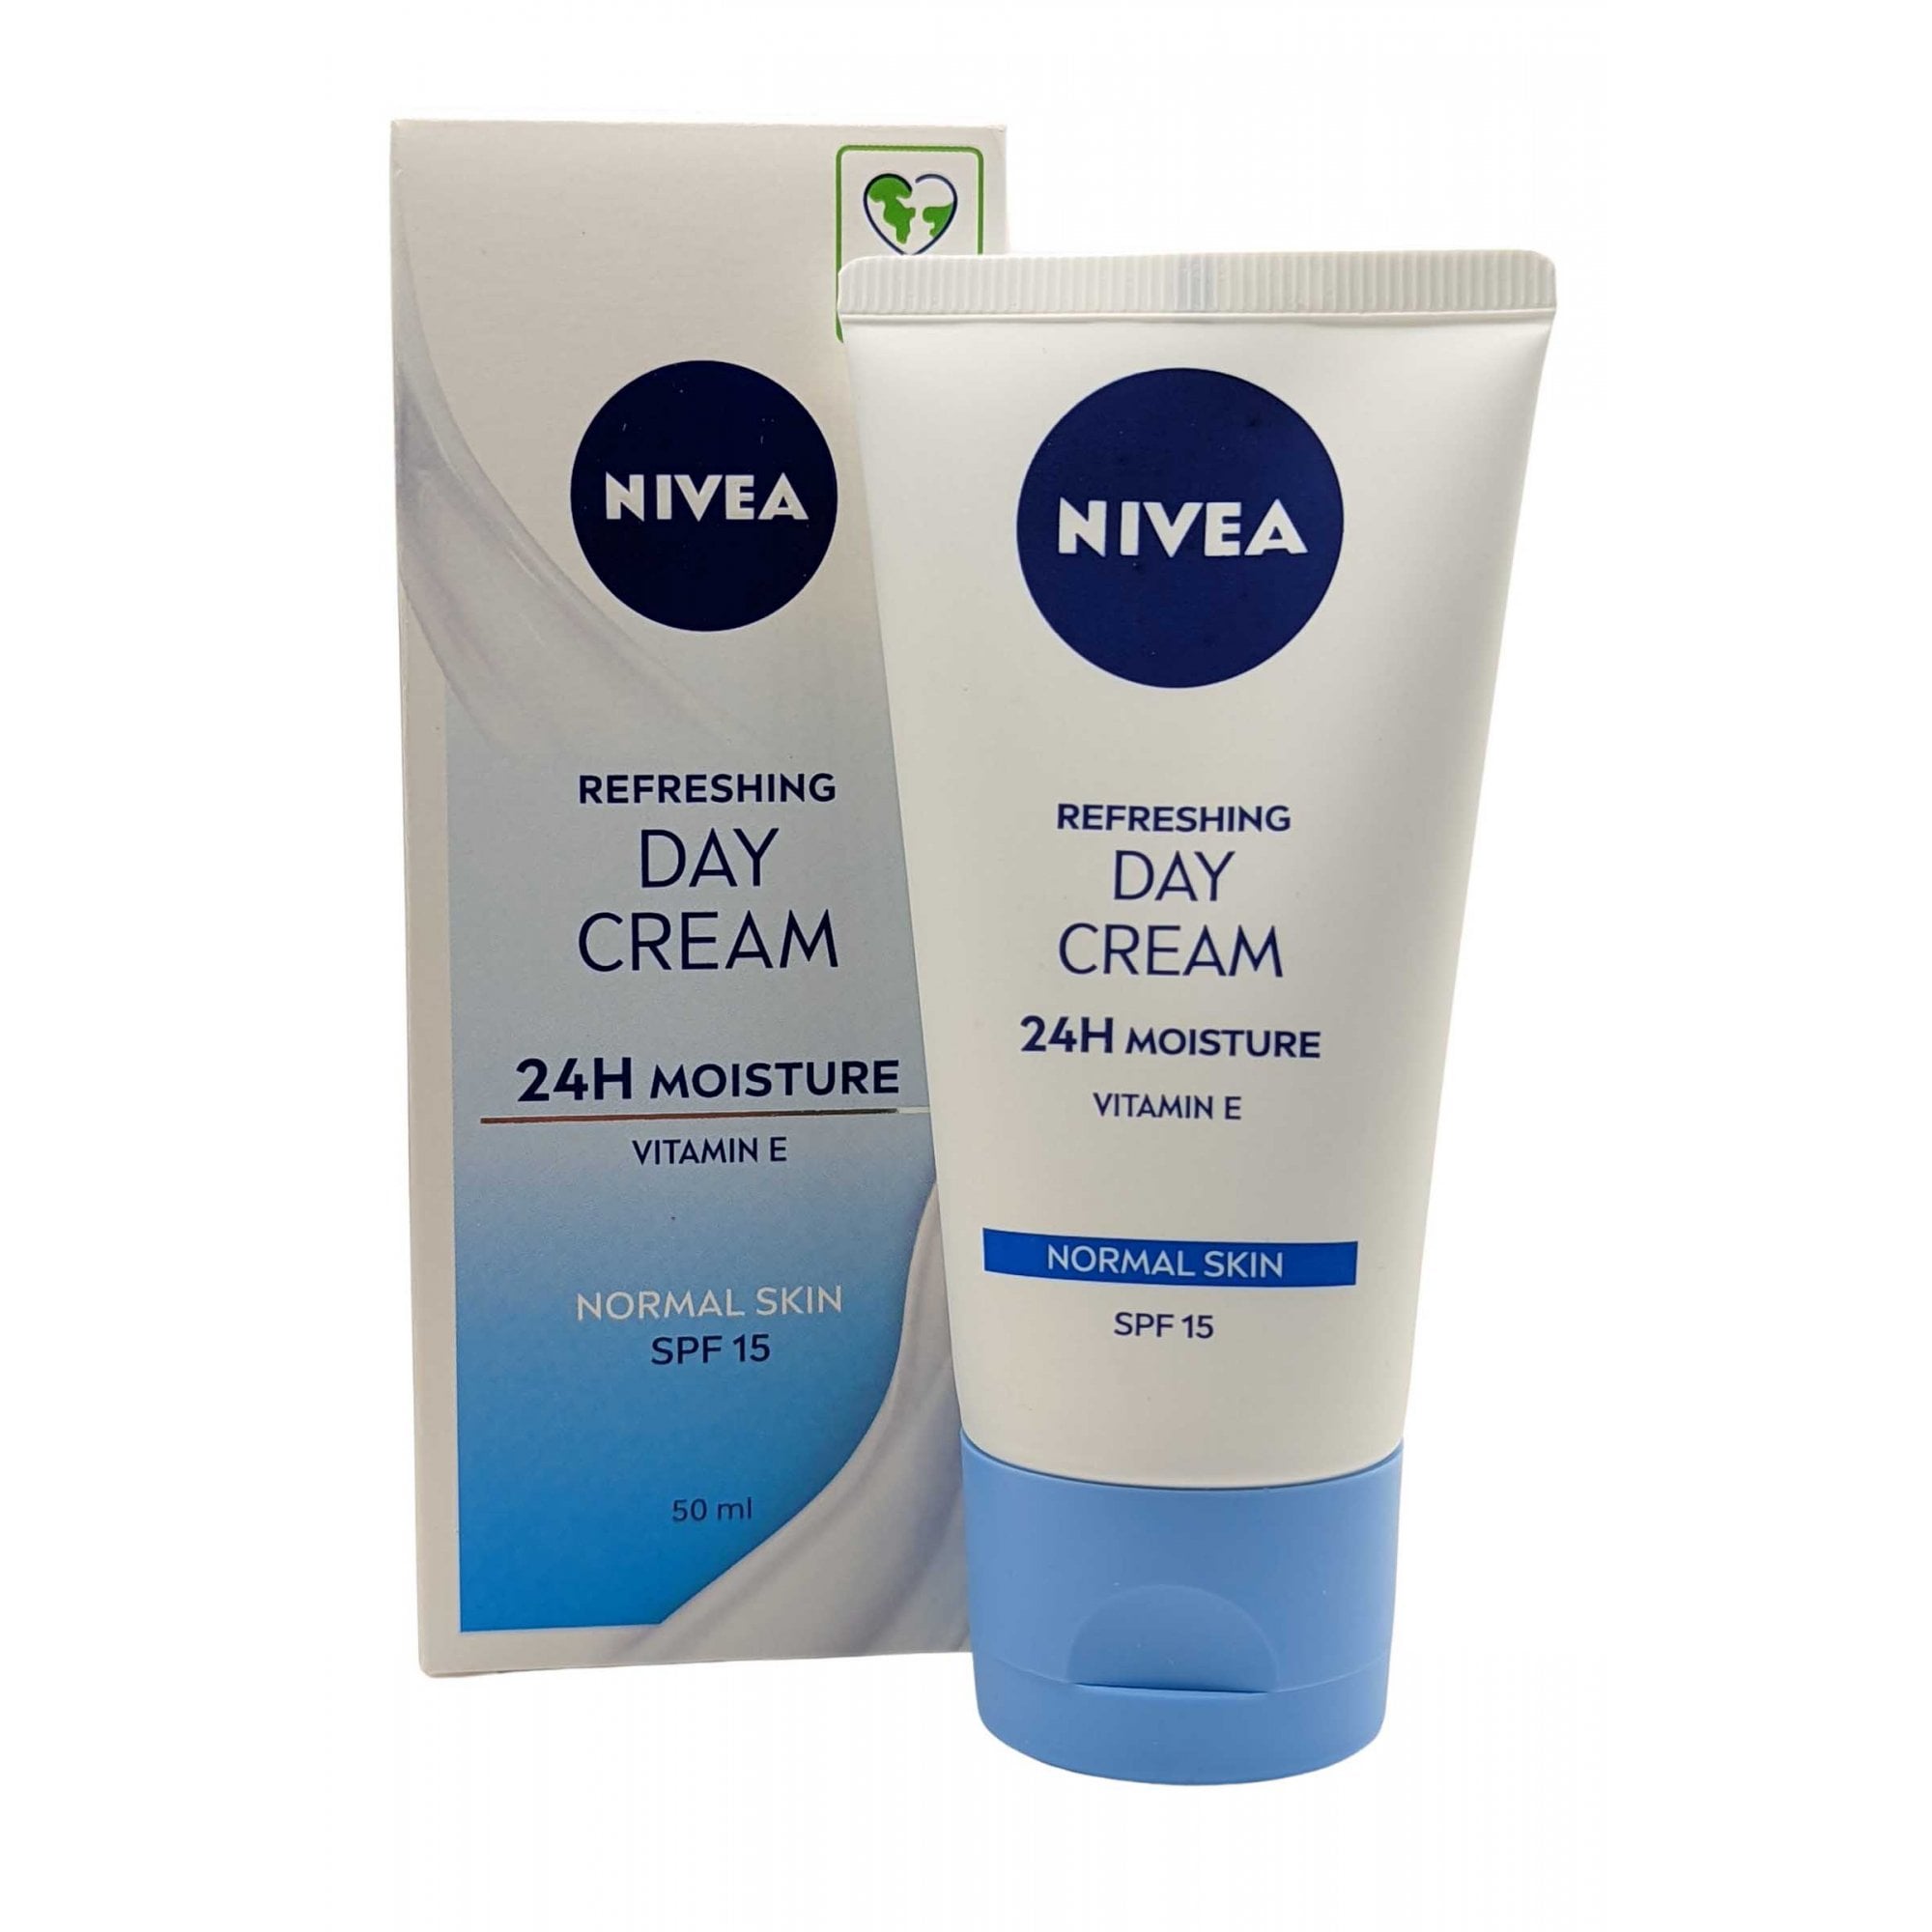 NIVEA
REFRESHING
DAY
CREAM
24H MOISTURE
VITAMIN E
NORMAL SKIN
SPF 15
50 ml
NIVEA
REFRESHING
DAY
CREAM
24H MOISTURE
VITAMIN E
NORMAL SKIN
SPF 15